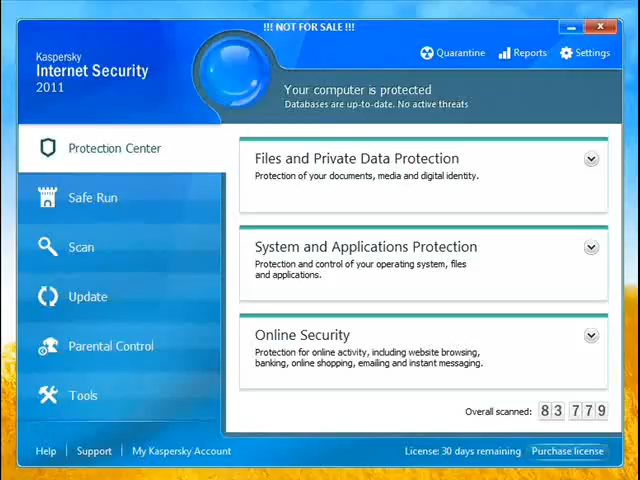 !!! NOT FOR SALE !!!
Kaspersky
Internet Security
2011
Quarantine
Reports
Settings
Your computer is protected
Databases are up-to-date. No active threats
Protection Center
Safe Run
Scan
Update
Parental Control
Tools
Files and Private Data Protection
Protection of your documents, media and digital identity.
System and Applications Protection
Protection and control of your operating system, files
and applications.
Online Security
Protection for online activity, including website browsing,
banking, online shopping, emailing and instant messaging.
Overall scanned: 83 779
Help | Support | My Kaspersky Account
License: 30 days remaining
Purchase license